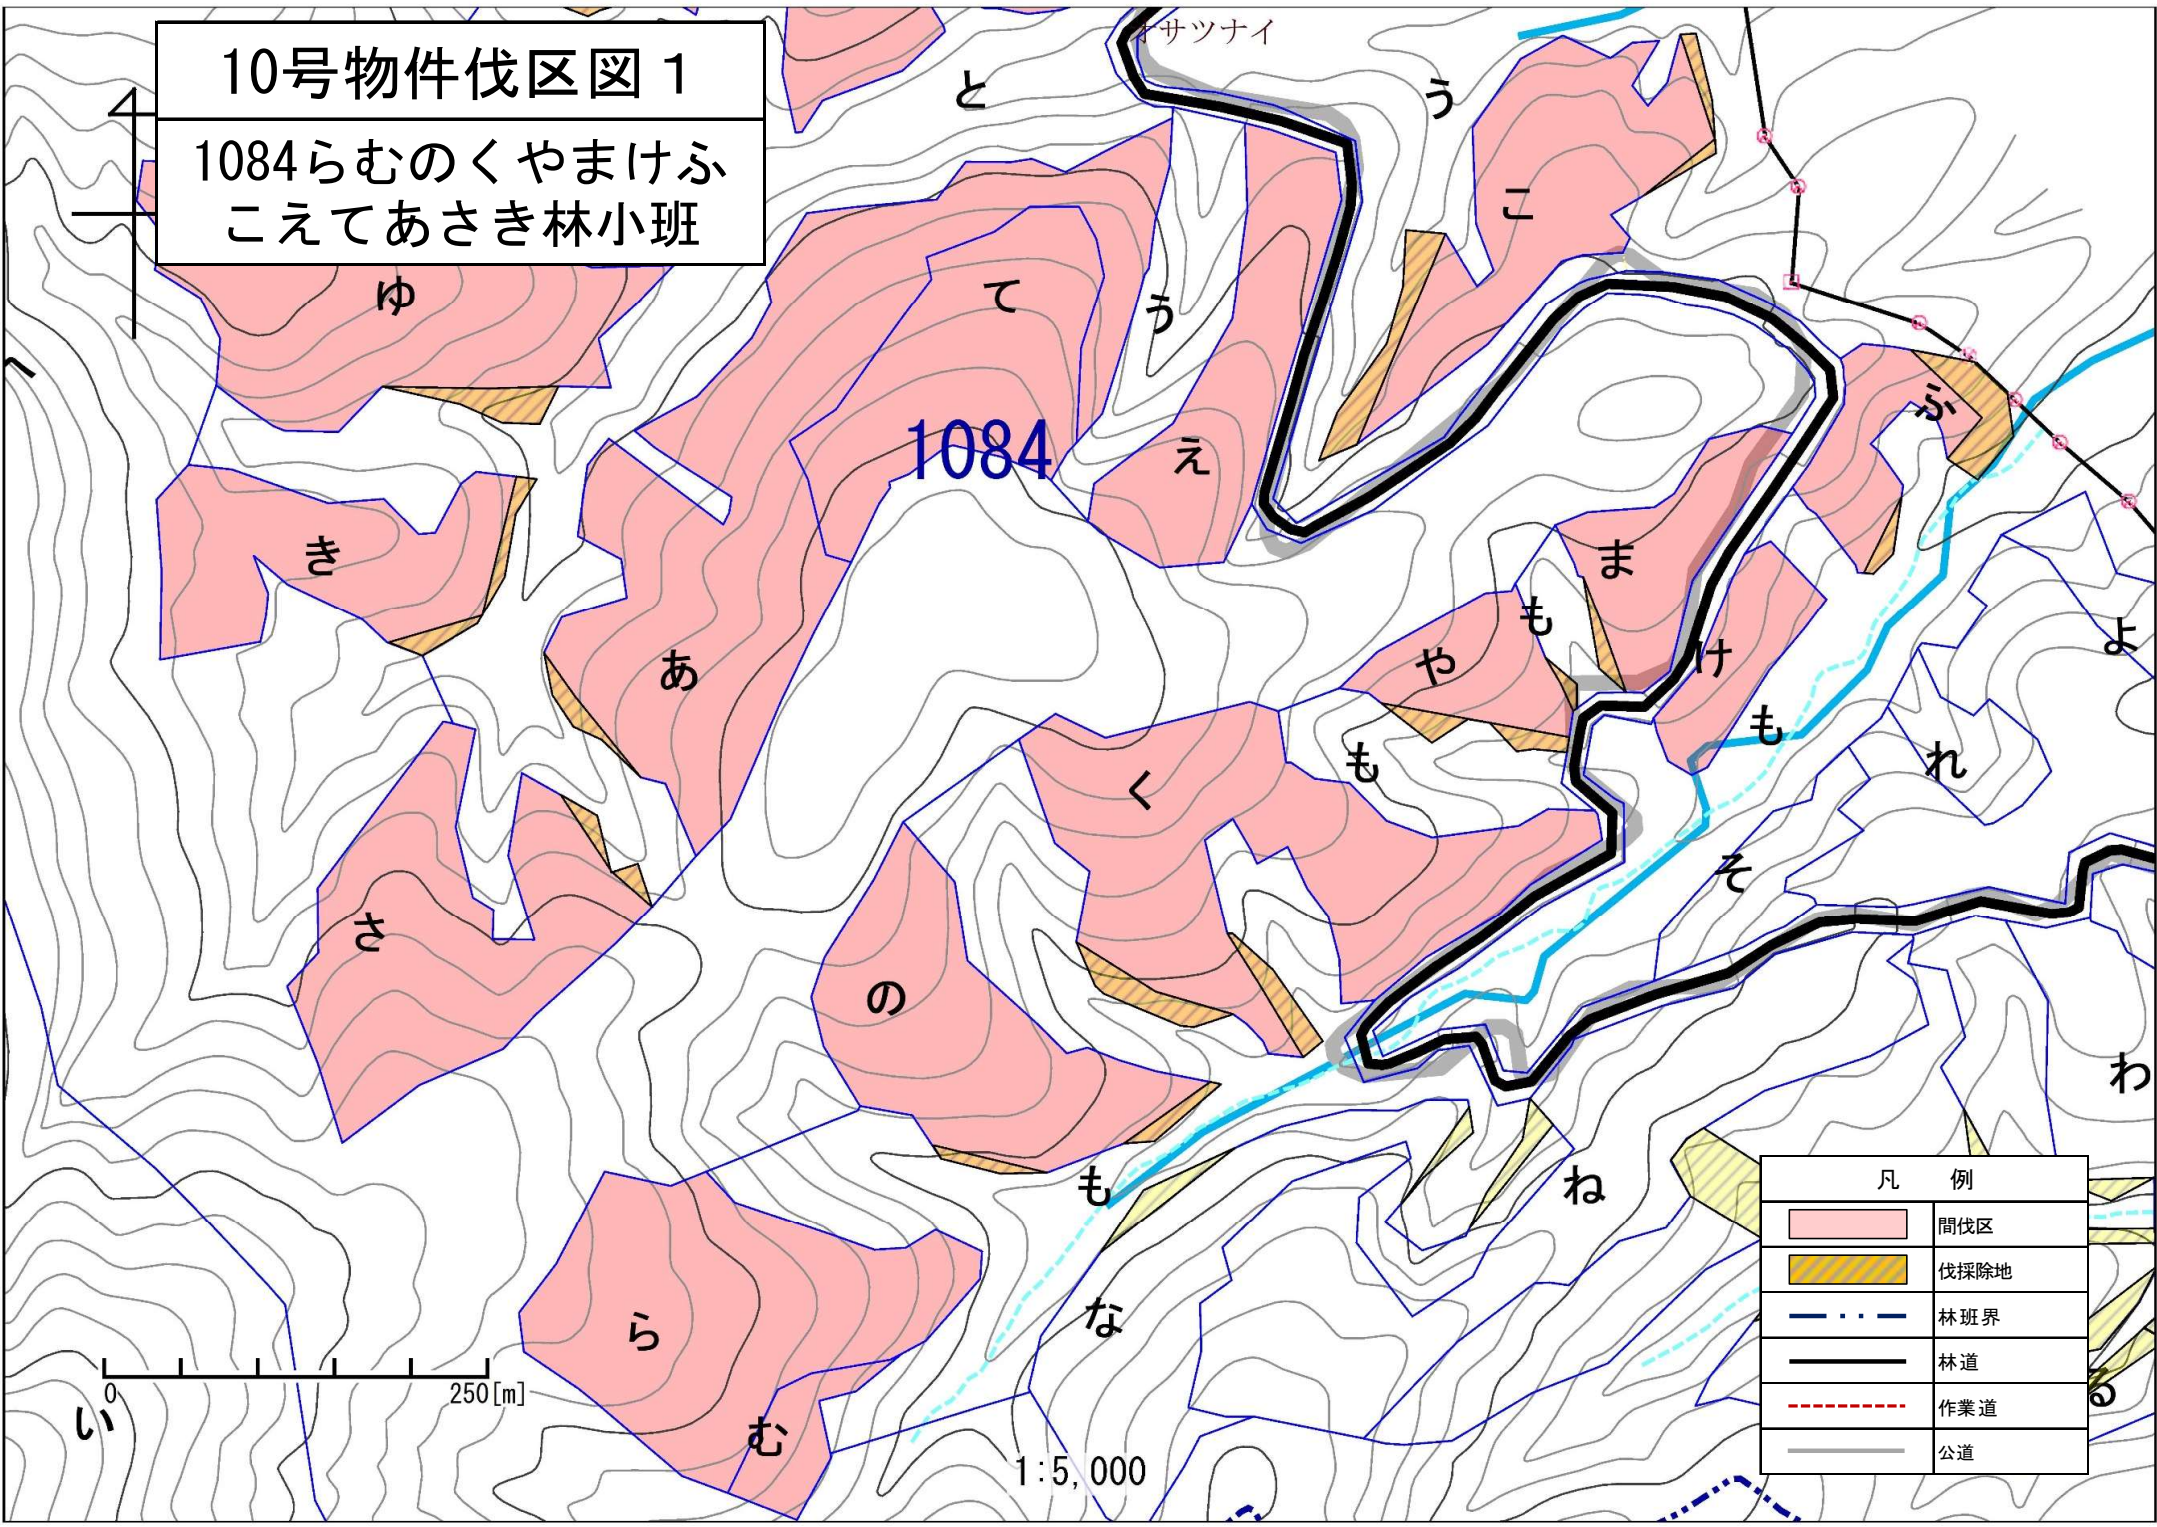 10号物件伐区図１
1084らむのくやまけふ
こえてあさき林小班
サツナイ
と
う
こ
ゆ
て
う
へ
1084
え
ふ
き
ま
も
よ
あ
や
け
も
も
れ
く
そ
さ
の
わ
も
ね
な
ら
む
い
る
0
250[m]
1:5,000
凡　例
間伐区
伐採除地
林班界
林道
作業道
公道